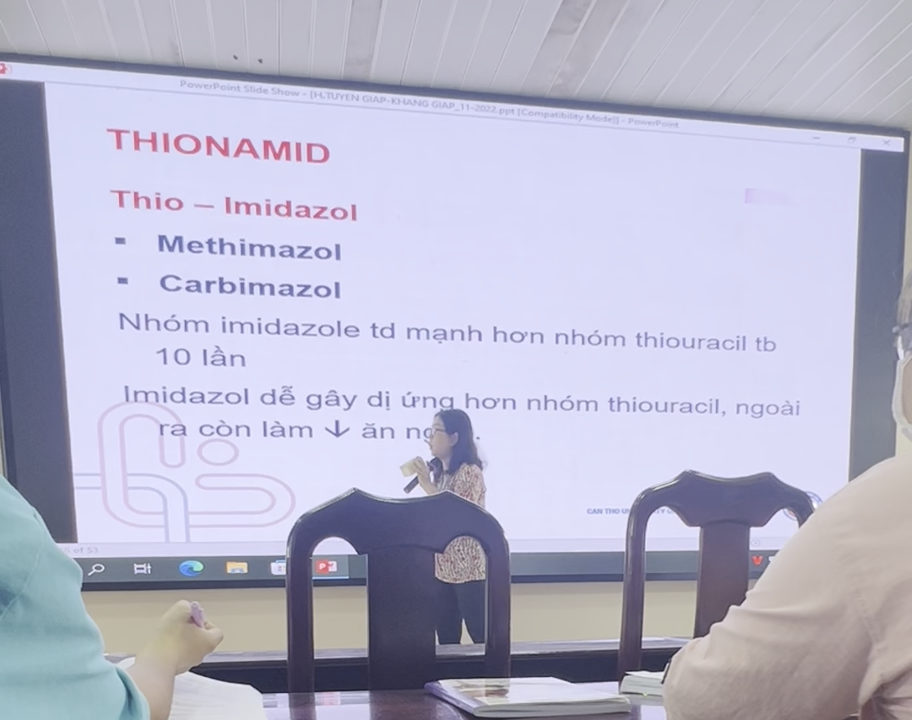 PowerPoint Slide Show - [H,TUYEN GIAP-KHANG GIAP_11-2022.ppt [Compatibility Mode]] - PowerPoint
THIONAMID
Thio – Imidazol
▪ Methimazol
▪ Carbimazol
Nhóm imidazole td mạnh hơn nhóm thiouracil tb
10 lần
Imidazol dễ gây dị ứng hơn nhóm thiouracil, ngoài
ra còn làm ↓ ăn
CAN THO
of 53